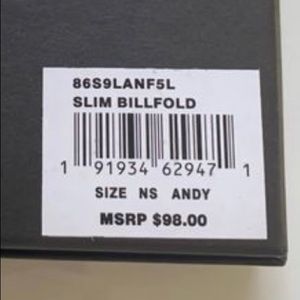 86S9LANF5L
SLIM BILLFOLD
1 91934 62947 1
SIZE NS ANDY
MSRP $98.00